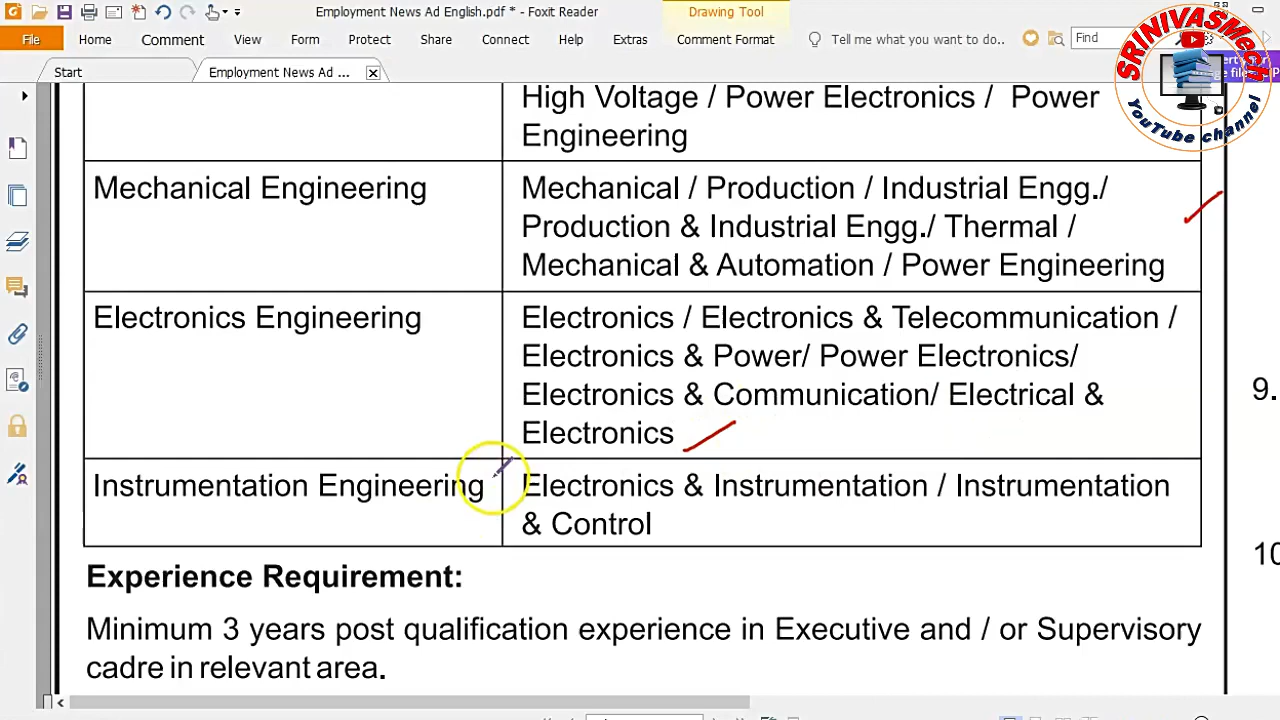 Employment News Ad English.pdf * - Foxit Reader
Drawing Tool
File
Home
Comment
View
Form
Protect
Share
Connect
Help
Extras
Comment Format
Tell me what you want to do..
Find
Start
Employment News Ad ...
SRINIVASMech
YouTube channel
High Voltage / Power Electronics / Power
Engineering
Mechanical Engineering
Mechanical / Production / Industrial Engg./
Production & Industrial Engg./ Thermal /
Mechanical & Automation / Power Engineering
Electronics Engineering
Electronics / Electronics & Telecommunication /
Electronics & Power/ Power Electronics/
Electronics & Communication/ Electrical &
Electronics
Instrumentation Engineering
Electronics & Instrumentation / Instrumentation
& Control
9.
10
Experience Requirement:
Minimum 3 years post qualification experience in Executive and / or Supervisory
cadre in relevant area.